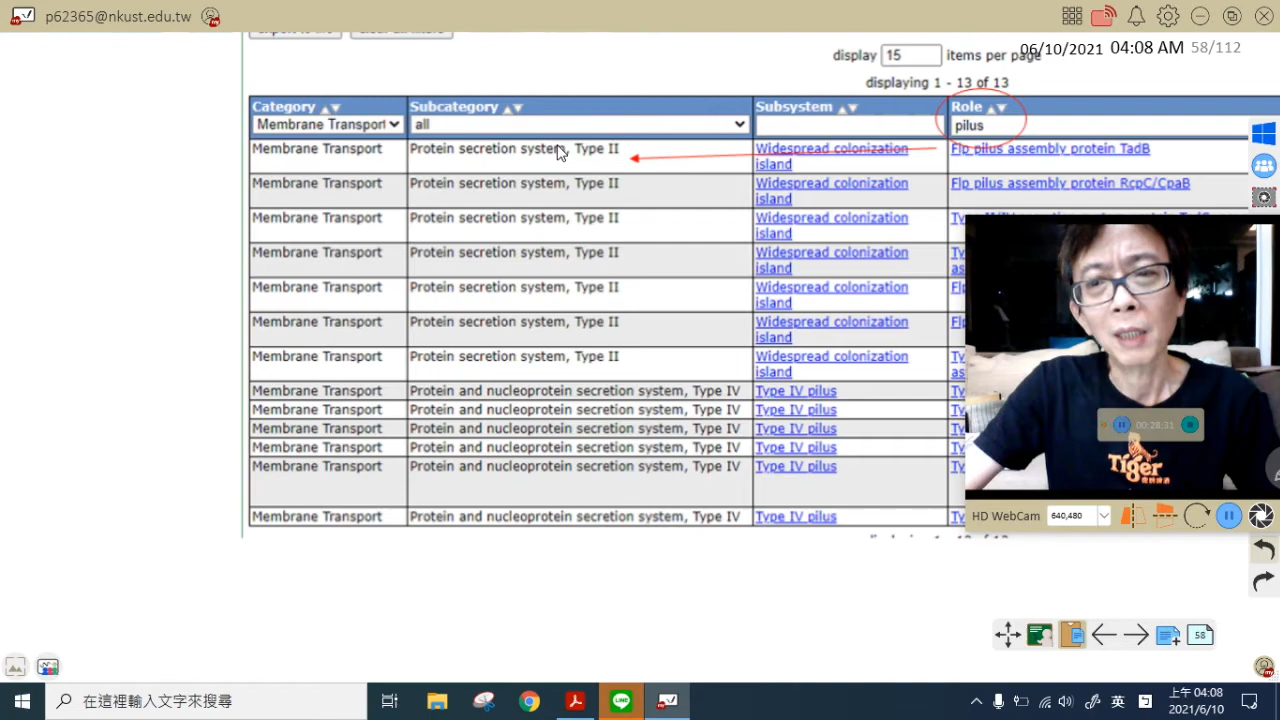 p62365@nkust.edu.tw
display 15 items per page
06/10/2021 04:08 AM 58/112
displaying 1 - 13 of 13
Category Subcategory Subsystem Role
Membrane Transport all pilus
Membrane Transport Protein secretion system, Type II Widespread colonization island Flp pilus assembly protein TadB
Membrane Transport Protein secretion system, Type II Widespread colonization island Flp pilus assembly protein RcpC/CpaB
Membrane Transport Protein secretion system, Type II Widespread colonization island
Membrane Transport Protein secretion system, Type II Widespread colonization island
Membrane Transport Protein secretion system, Type II Widespread colonization island
Membrane Transport Protein secretion system, Type II Widespread colonization island
Membrane Transport Protein secretion system, Type II Widespread colonization island
Membrane Transport Protein and nucleoprotein secretion system, Type IV Type IV pilus
Membrane Transport Protein and nucleoprotein secretion system, Type IV Type IV pilus
Membrane Transport Protein and nucleoprotein secretion system, Type IV Type IV pilus
Membrane Transport Protein and nucleoprotein secretion system, Type IV Type IV pilus
Membrane Transport Protein and nucleoprotein secretion system, Type IV Type IV pilus
Membrane Transport Protein and nucleoprotein secretion system, Type IV Type IV pilus
00:28:31
Tiger
HD WebCam 640,480
58
在這裡輸入文字來搜尋
英
上午 04:08
2021/6/10